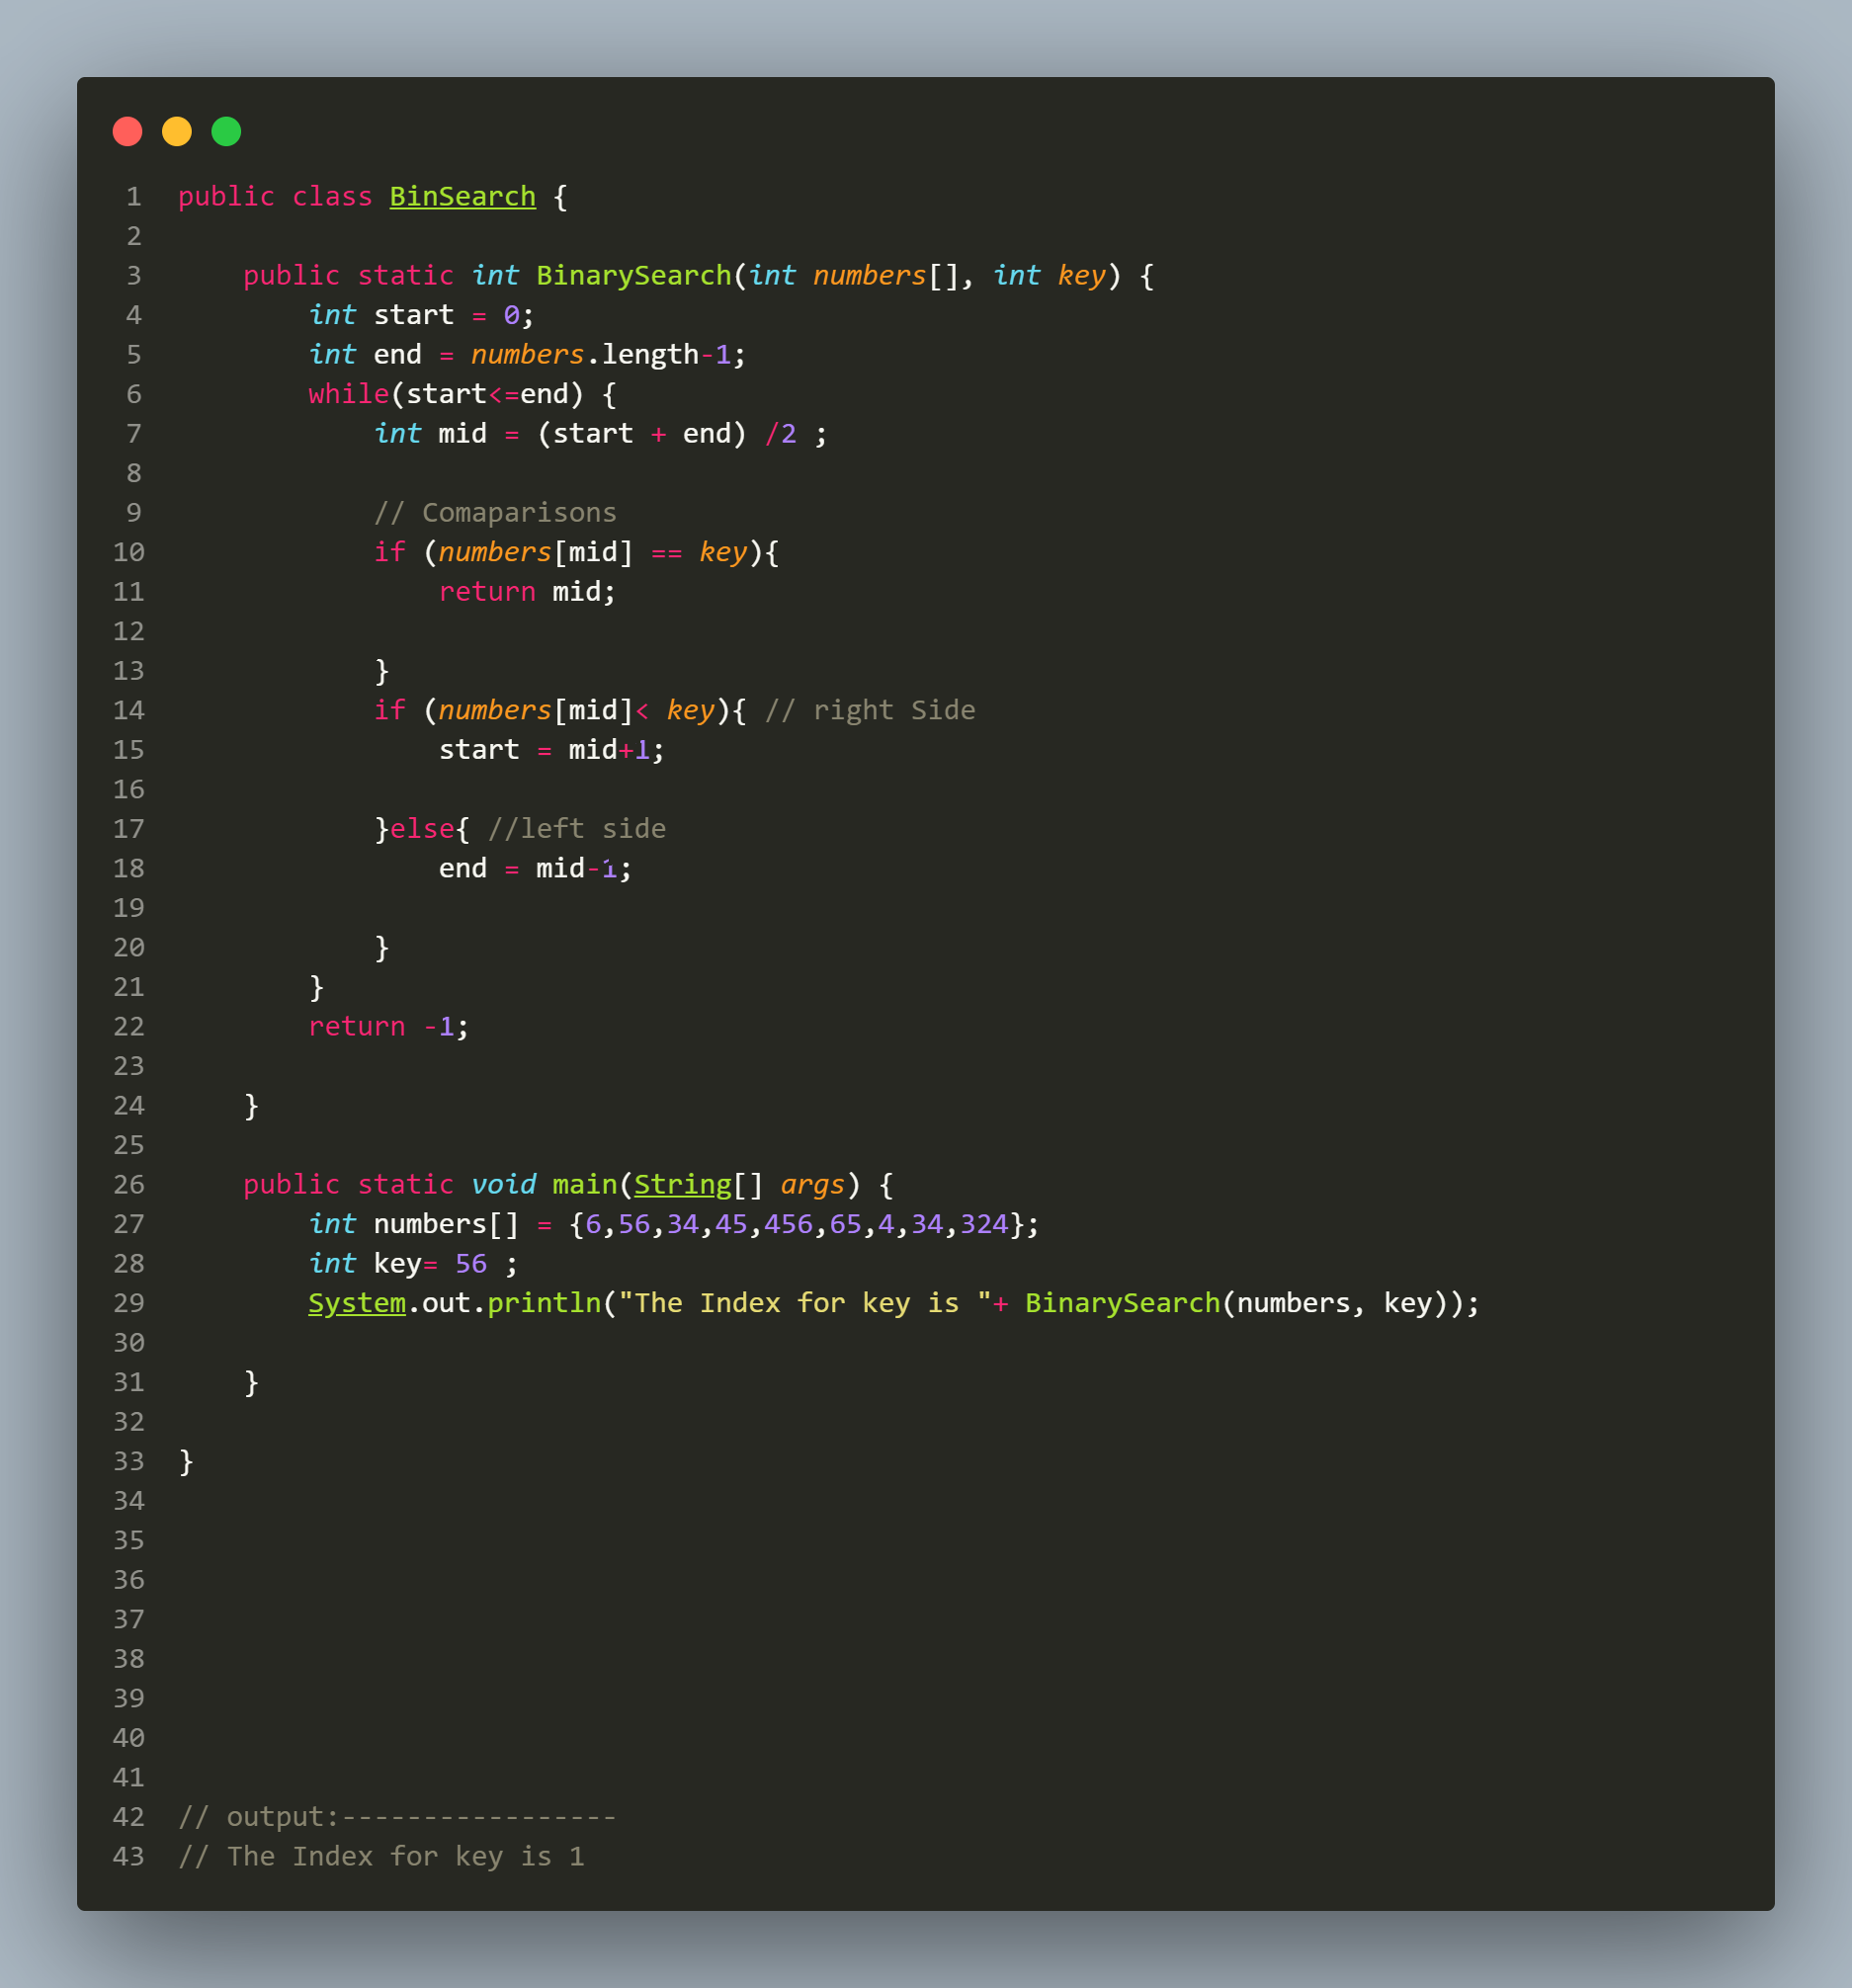 1 public class BinSearch {
2
3     public static int BinarySearch(int numbers[], int key) {
4         int start = 0;
5         int end = numbers.length-1;
6         while(start<=end) {
7             int mid = (start + end) /2 ;
8
9             // Comaparisons
10             if (numbers[mid] == key){
11                 return mid;
12
13             }
14             if (numbers[mid]< key){ // right Side
15                 start = mid+1;
16
17             }else{ //left side
18                 end = mid-1;
19
20             }
21         }
22         return -1;
23
24     }
25
26     public static void main(String[] args) {
27         int numbers[] = {6,56,34,45,456,65,4,34,324};
28         int key= 56 ;
29         System.out.println("The Index for key is "+ BinarySearch(numbers, key));
30
31     }
32
33 }
34
35
36
37
38
39
40
41
42 // output:-----------------
43 // The Index for key is 1